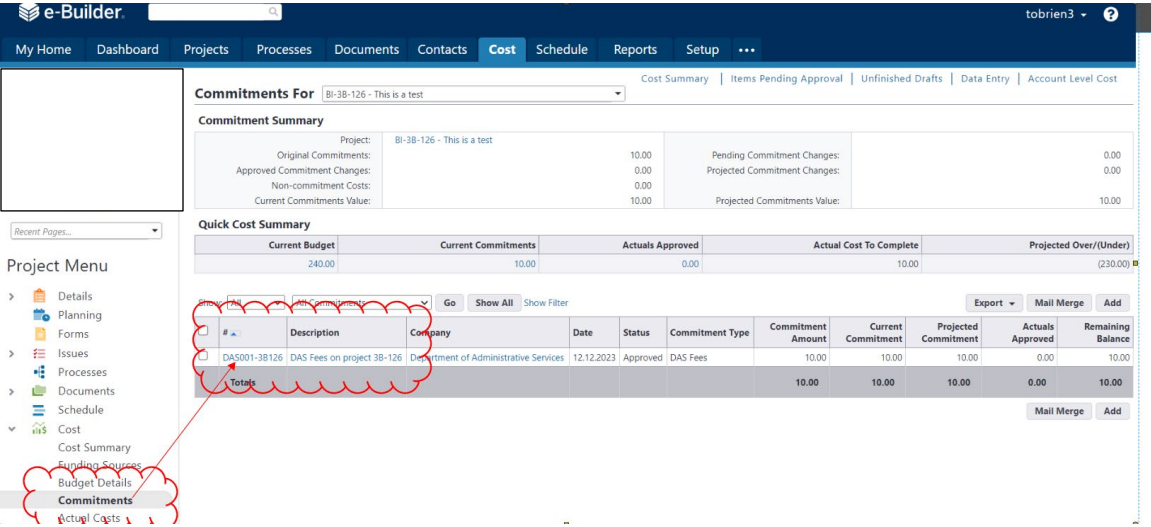 e-Builder. tobrien3
My Home Dashboard Projects Processes Documents Contacts Cost Schedule Reports Setup
Cost Summary | Items Pending Approval | Unfinished Drafts | Data Entry | Account Level Cost
Commitments For BI-3B-126 - This is a test
Commitment Summary
Project: BI-3B-126 - This is a test
Original Commitments: 10.00 Pending Commitment Changes: 0.00
Approved Commitment Changes: 0.00 Projected Commitment Changes: 0.00
Non-commitment Costs: 0.00
Current Commitments Value: 10.00 Projected Commitments Value: 10.00
Recent Pages...
Quick Cost Summary
Current Budget Current Commitments Actuals Approved Actual Cost To Complete Projected Over/(Under)
240.00 10.00 0.00 10.00 (230.00)
Show: All All Commitments Go Show All Show Filter Export Mail Merge Add
# Description Company Date Status Commitment Type Commitment Amount Current Commitment Projected Commitment Actuals Approved Remaining Balance
DAS001-3B126 DAS Fees on project 3B-126 Department of Administrative Services 12.12.2023 Approved DAS Fees 10.00 10.00 10.00 0.00 10.00
Totals 10.00 10.00 10.00 0.00 10.00
Mail Merge Add
Project Menu
Details
Planning
Forms
Issues
Processes
Documents
Schedule
Cost
Cost Summary
Funding Sources
Budget Details
Commitments
Actual Costs